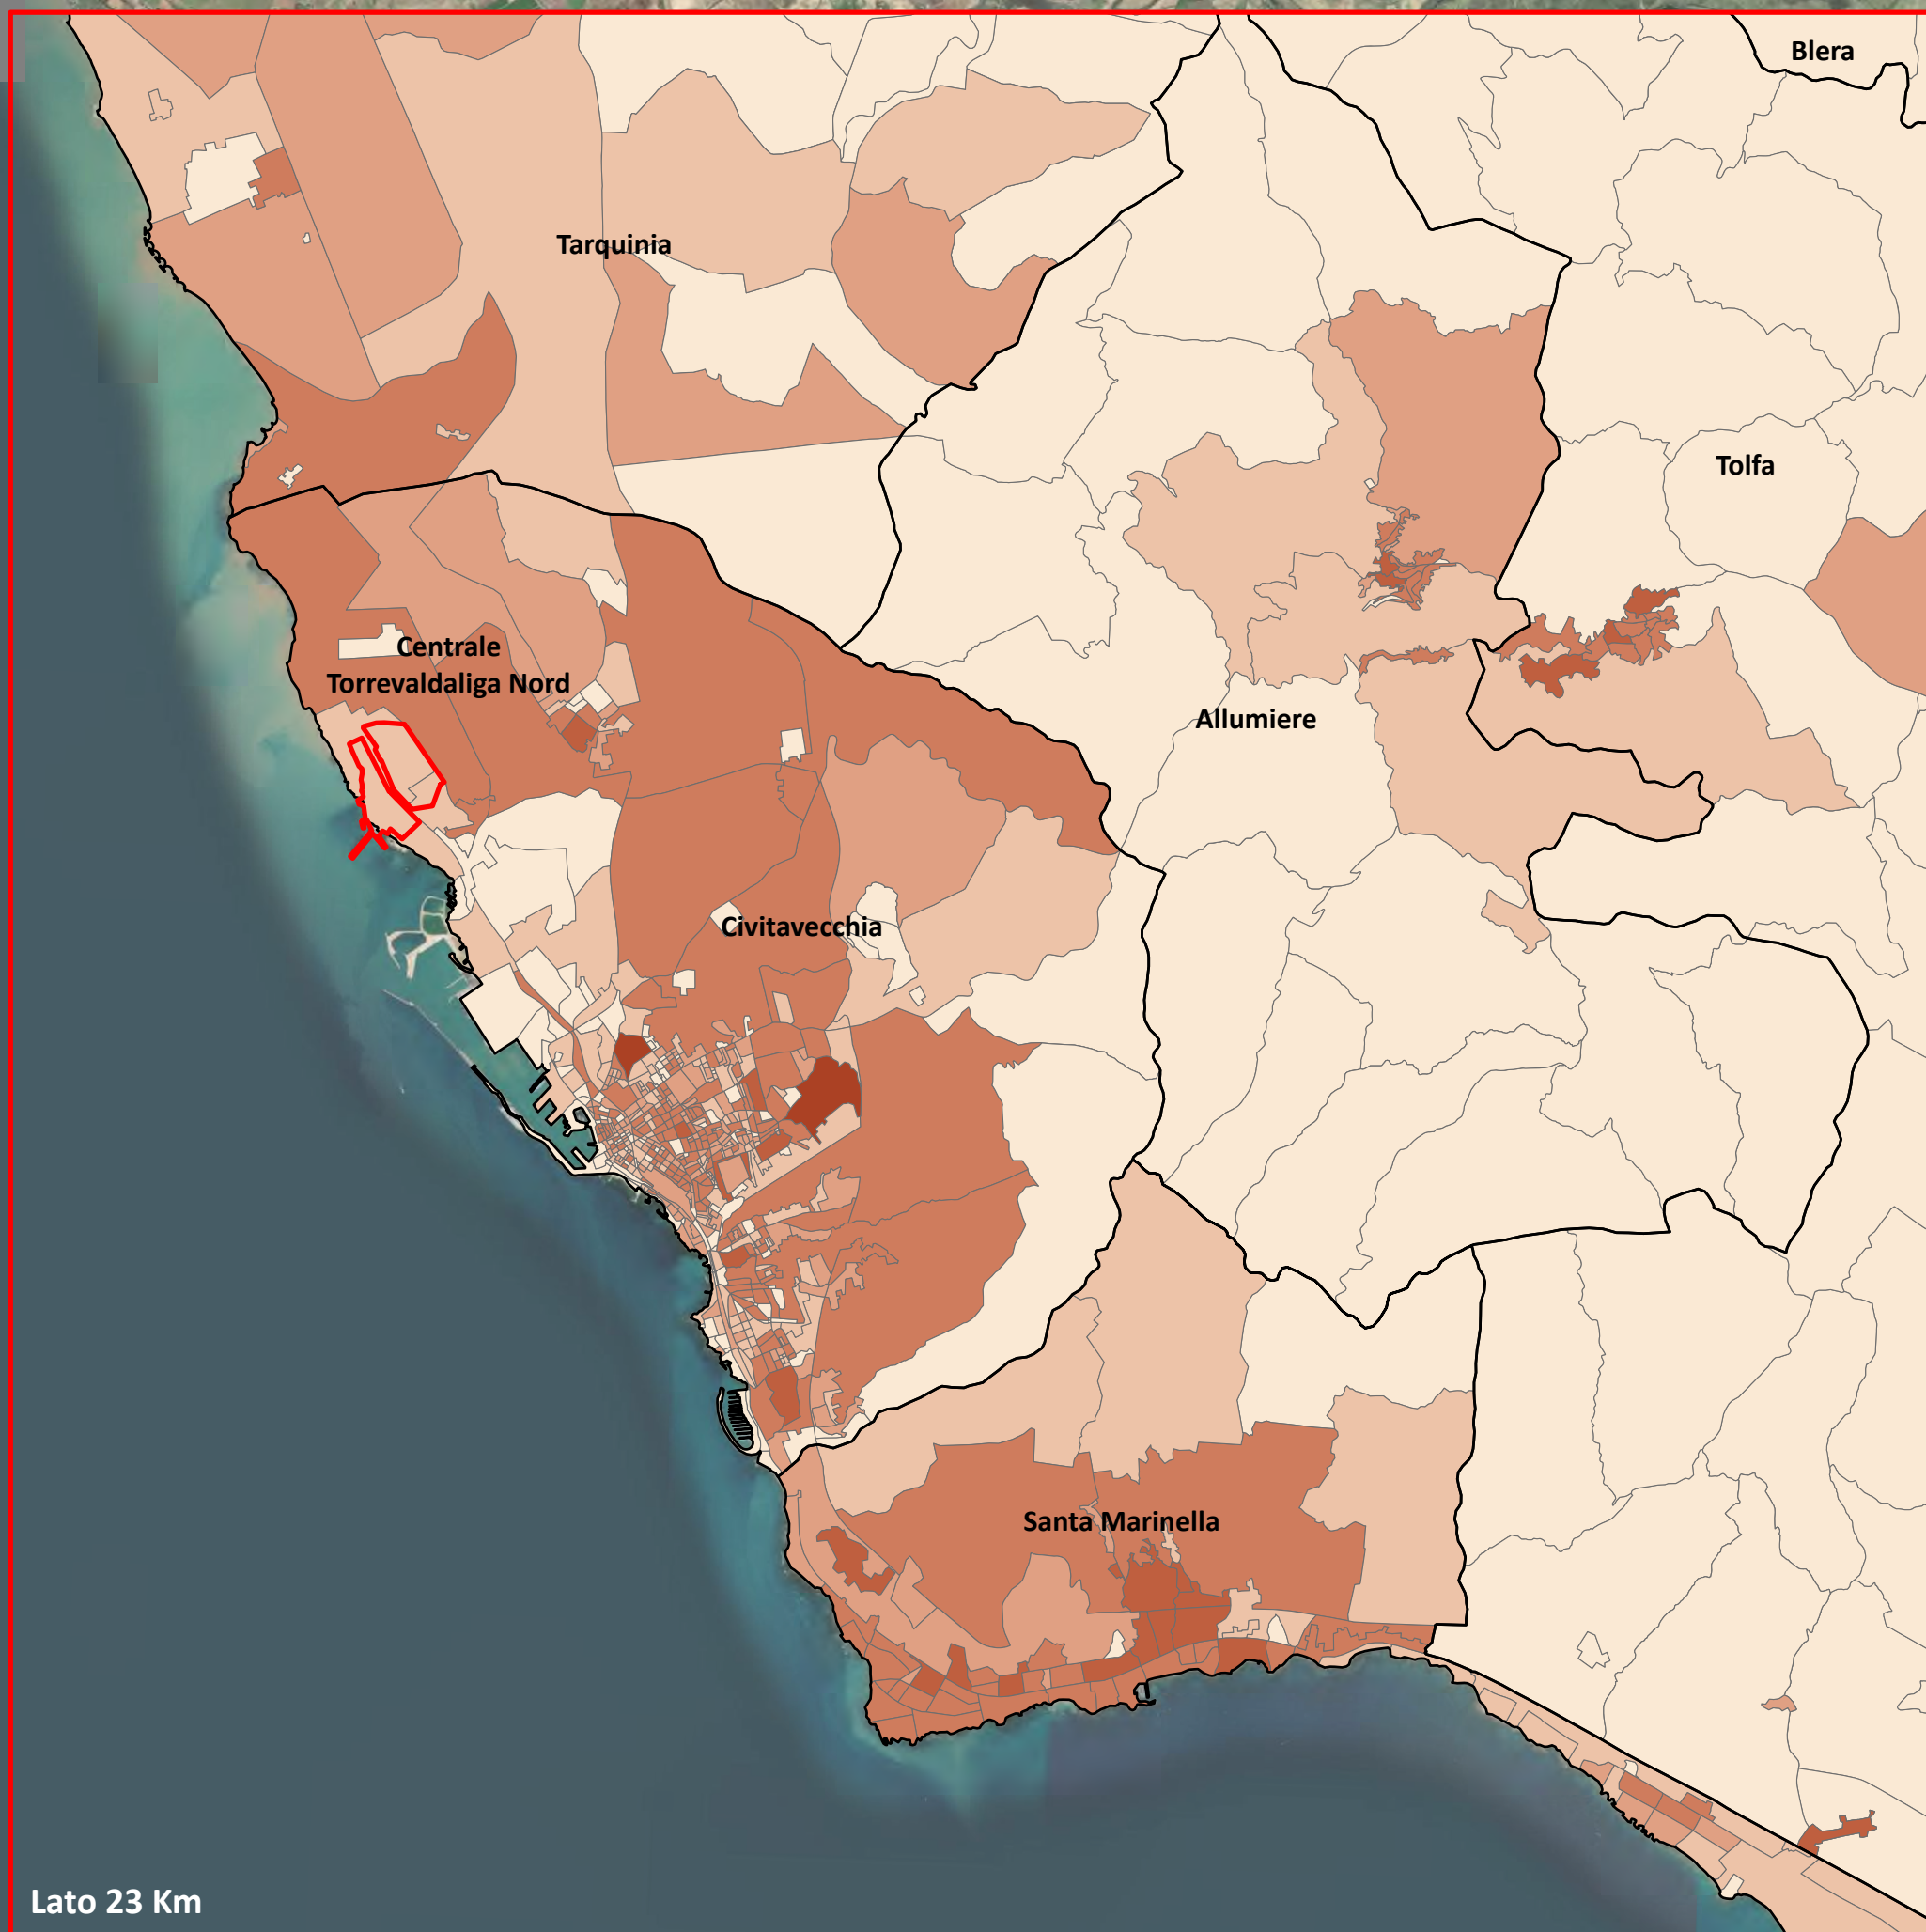 Blera
Tarquinia
Tolfa
Centrale
Torrevaldaliga Nord
Allumiere
Civitavecchia
Santa Marinella
Lato 23 Km